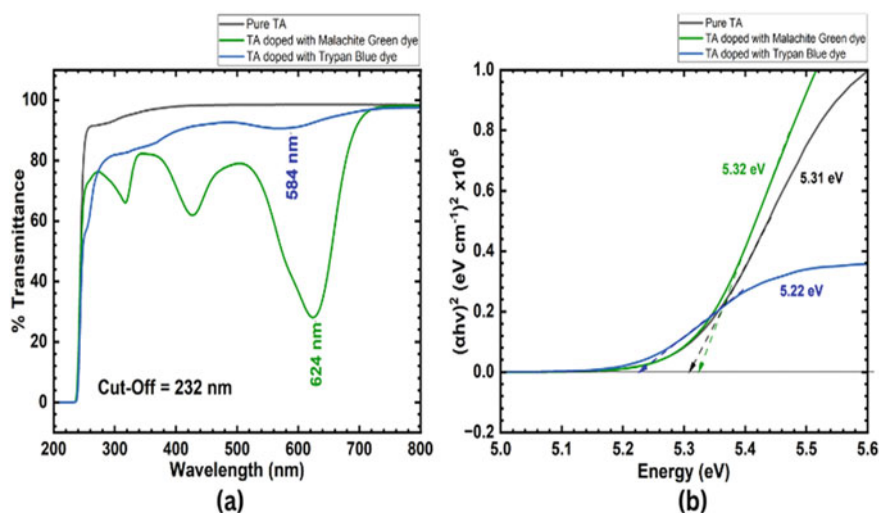 Pure TA
TA doped with Malachite Green dye
TA doped with Trypan Blue dye
% Transmittance
100
80
60
40
20
0
584 nm
624 nm
Cut-Off = 232 nm
200 300 400 500 600 700 800
Wavelength (nm)
(a)
Pure TA
TA doped with Malachite Green dye
TA doped with Trypan Blue dye
(αhν)² (eV cm⁻¹)² x10⁵
1.0
0.8
0.6
0.4
0.2
0.0
−0.2
5.32 eV
5.31 eV
5.22 eV
5.0 5.1 5.2 5.3 5.4 5.5 5.6
Energy (eV)
(b)